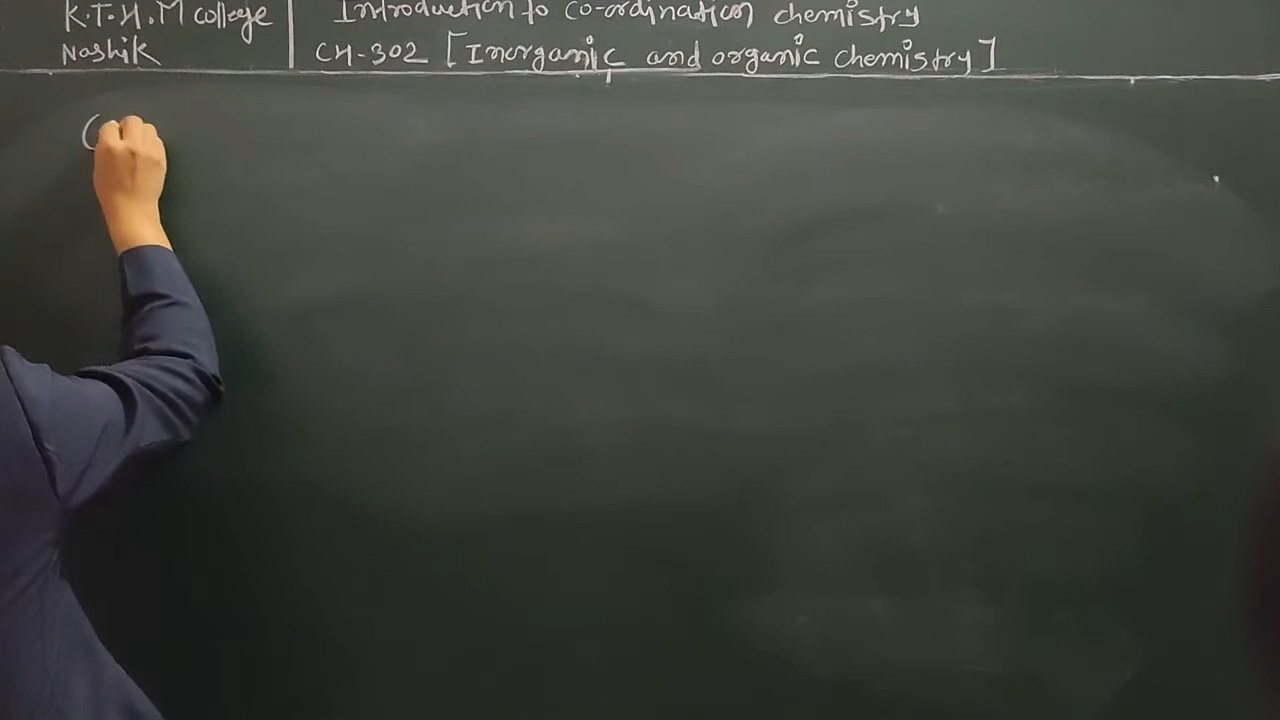 K.T.H.M college
Nashik
Introduction to co-ordination chemistry
CH-302 [Inorganic and organic chemistry]
(